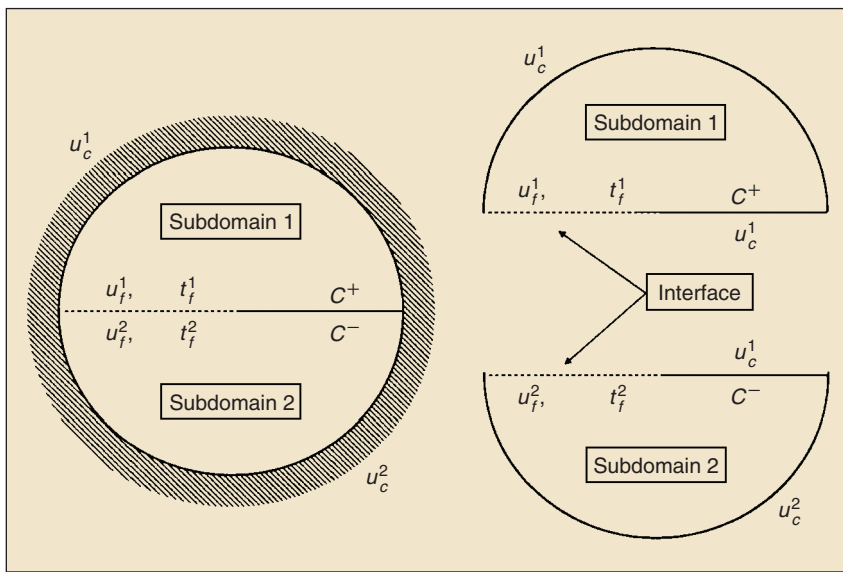 u_c^1
Subdomain 1
u_f^1, t_f^1 C^+
u_f^2, t_f^2 C^−
Subdomain 2
u_c^2
u_c^1
Subdomain 1
u_f^1, t_f^1 C^+
u_c^1
Interface
u_c^1
u_f^2, t_f^2 C^−
Subdomain 2
u_c^2